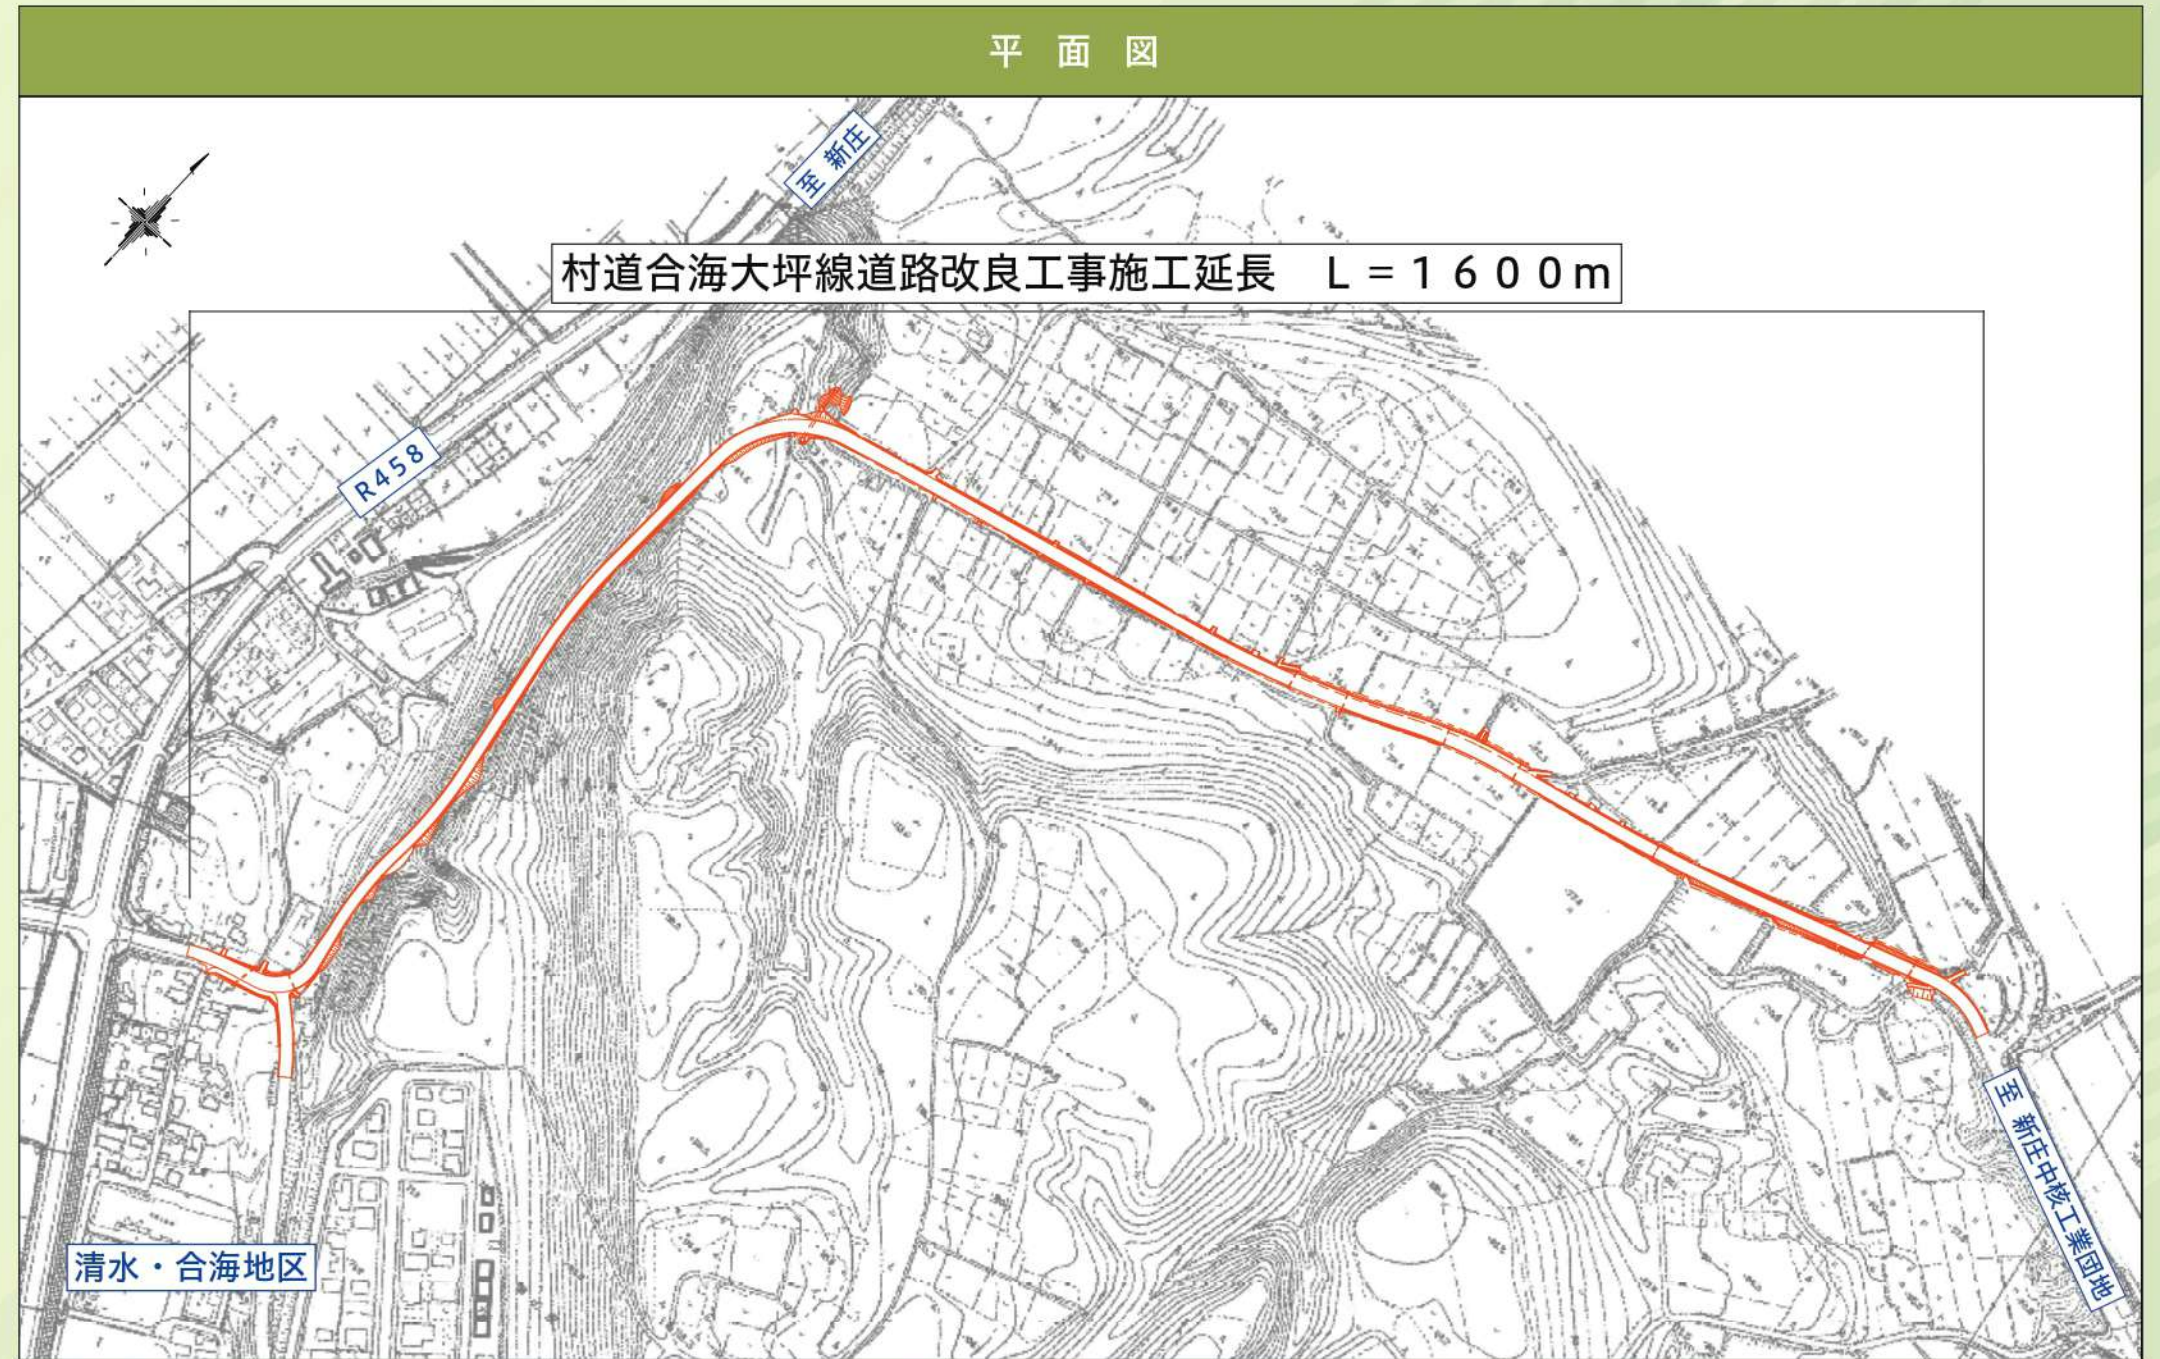 平 面 図
至 新庄
村道合海大坪線道路改良工事施工延長 L=1600m
R458
至 新庄中核工業団地
清水・合海地区